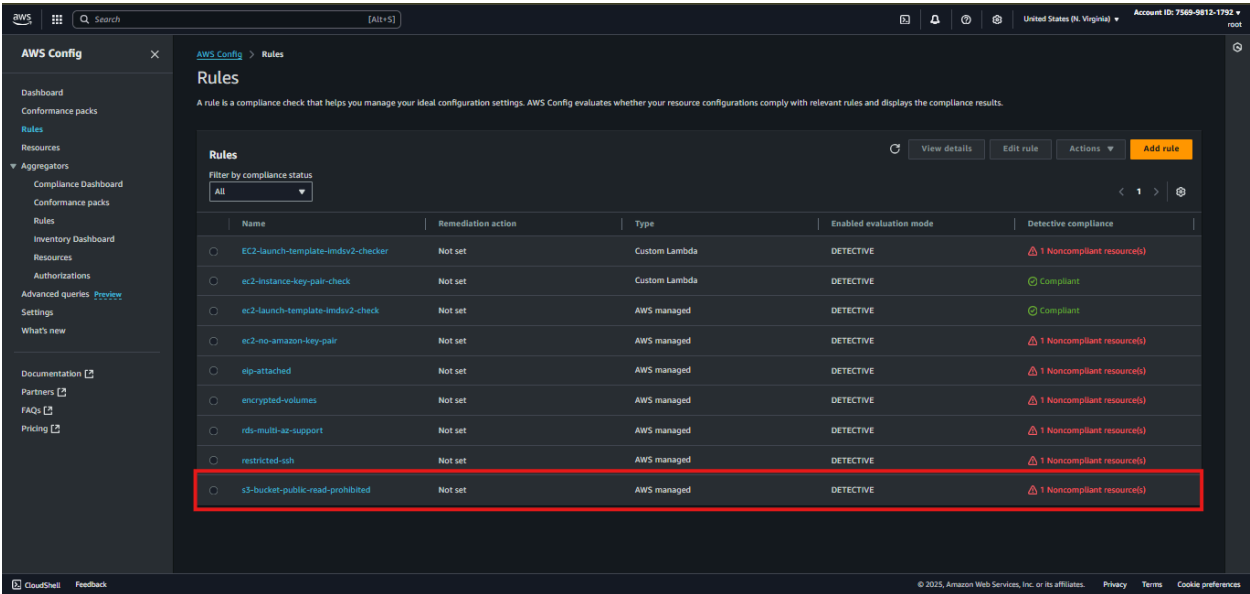 aws Search [Alt+S] United States (N. Virginia) Account ID: 7569-9812-1792
root
AWS Config
Dashboard
Conformance packs
Rules
Resources
Aggregators
Compliance Dashboard
Conformance packs
Rules
Inventory Dashboard
Resources
Authorizations
Advanced queries Preview
Settings
What's new
Documentation
Partners
FAQs
Pricing
AWS Config > Rules
Rules
A rule is a compliance check that helps you manage your ideal configuration settings. AWS Config evaluates whether your resource configurations comply with relevant rules and displays the compliance results.
Rules View details Edit rule Actions Add rule
Filter by compliance status
All < 1 >
Name Remediation action Type Enabled evaluation mode Detective compliance
EC2-launch-template-imdsv2-checker Not set Custom Lambda DETECTIVE 1 Noncompliant resource(s)
ec2-instance-key-pair-check Not set Custom Lambda DETECTIVE Compliant
ec2-launch-template-imdsv2-check Not set AWS managed DETECTIVE Compliant
ec2-no-amazon-key-pair Not set AWS managed DETECTIVE 1 Noncompliant resource(s)
eip-attached Not set AWS managed DETECTIVE 1 Noncompliant resource(s)
encrypted-volumes Not set AWS managed DETECTIVE 1 Noncompliant resource(s)
rds-multi-az-support Not set AWS managed DETECTIVE 1 Noncompliant resource(s)
restricted-ssh Not set AWS managed DETECTIVE 1 Noncompliant resource(s)
s3-bucket-public-read-prohibited Not set AWS managed DETECTIVE 1 Noncompliant resource(s)
CloudShell Feedback © 2025, Amazon Web Services, Inc. or its affiliates. Privacy Terms Cookie preferences